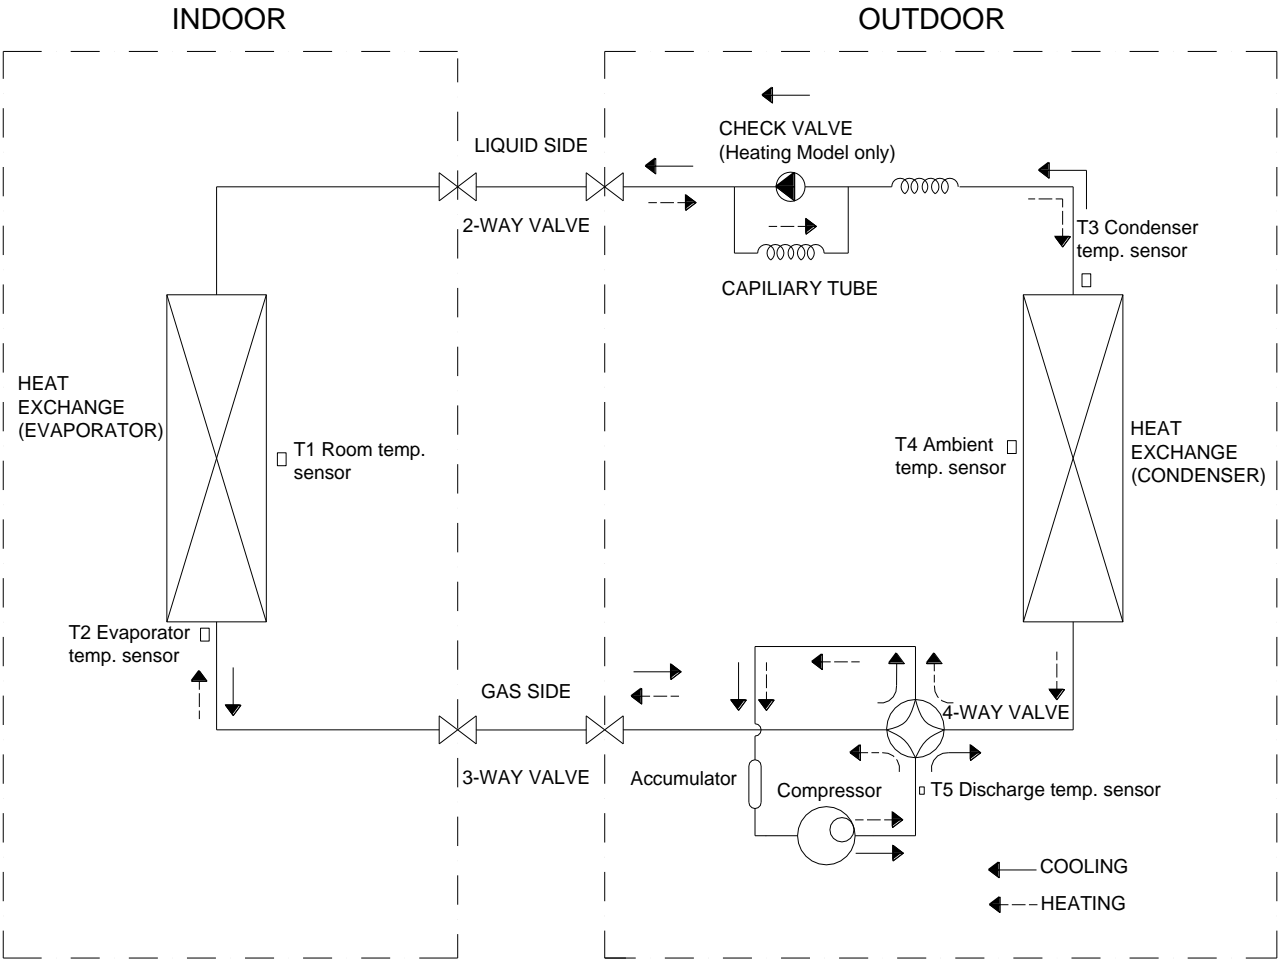 INDOOR
OUTDOOR
LIQUID SIDE
CHECK VALVE
(Heating Model only)
2-WAY VALVE
CAPILIARY TUBE
T3 Condenser
temp. sensor
HEAT
EXCHANGE
(EVAPORATOR)
T1 Room temp.
sensor
T4 Ambient
temp. sensor
HEAT
EXCHANGE
(CONDENSER)
T2 Evaporator
temp. sensor
GAS SIDE
4-WAY VALVE
3-WAY VALVE
Accumulator
Compressor
T5 Discharge temp. sensor
COOLING
HEATING